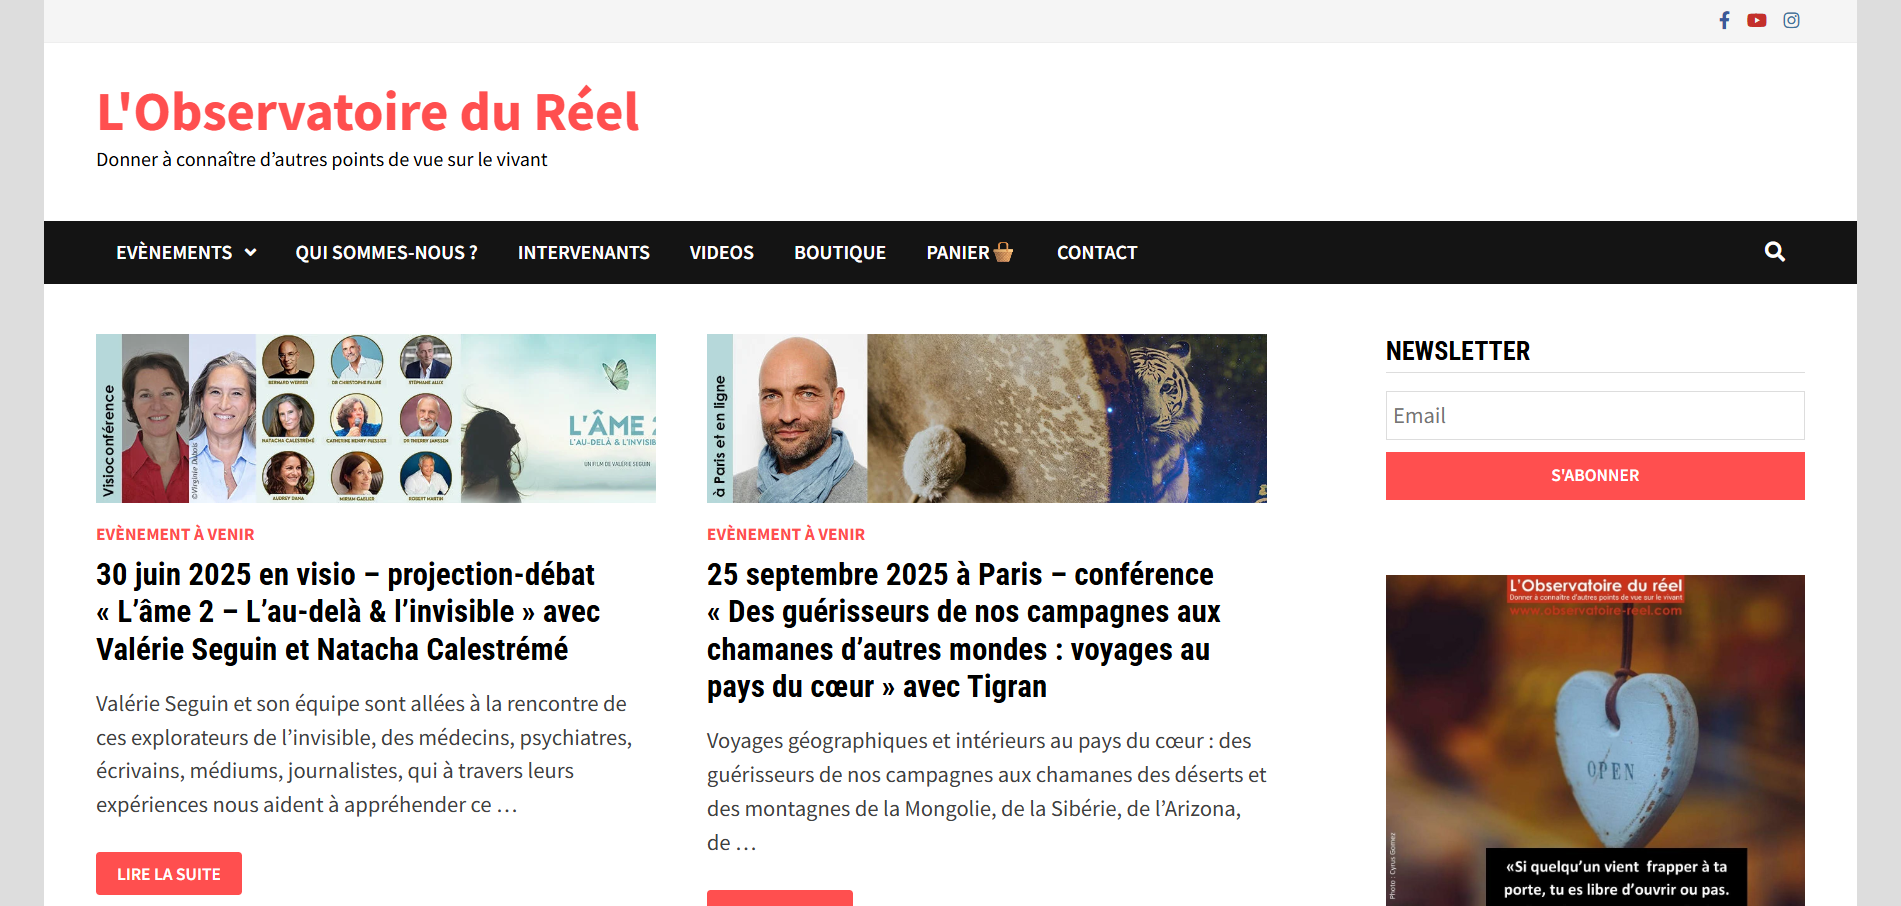 L'Observatoire du Réel
Donner à connaître d’autres points de vue sur le vivant
EVÈNEMENTS
QUI SOMMES-NOUS ?
INTERVENANTS
VIDEOS
BOUTIQUE
PANIER
CONTACT
Visioconférence
©Virginie Dubois
BERNARD WERBER
DR CHRISTOPHE FAURÉ
STÉPHANE ALLIX
NATACHA CALESTRÉMÉ
DR THIERRY JANSSEN
AUDREY DANA
MIRIAM GABLIER
ROBERT MARTIN
L'ÂME 2
L'AU-DELÀ & L'INVISIB
UN FILM DE VALÉRIE SEGUIN
EVÈNEMENT À VENIR
30 juin 2025 en visio – projection-débat
« L’âme 2 – L’au-delà & l’invisible » avec
Valérie Seguin et Natacha Calestrémé
Valérie Seguin et son équipe sont allées à la rencontre de
ces explorateurs de l’invisible, des médecins, psychiatres,
écrivains, médiums, journalistes, qui à travers leurs
expériences nous aident à appréhender ce …
LIRE LA SUITE
à Paris et en ligne
EVÈNEMENT À VENIR
25 septembre 2025 à Paris – conférence
« Des guérisseurs de nos campagnes aux
chamanes d’autres mondes : voyages au
pays du cœur » avec Tigran
Voyages géographiques et intérieurs au pays du cœur : des
guérisseurs de nos campagnes aux chamanes des déserts et
des montagnes de la Mongolie, de la Sibérie, de l’Arizona,
de …
NEWSLETTER
Email
S'ABONNER
L'Observatoire du réel
Donner à connaître d'autres points de vue sur le vivant
www.observatoire-reel.com
OPEN
Photo : Cyrus Gomez
«Si quelqu’un vient frapper à ta
porte, tu es libre d’ouvrir ou pas.